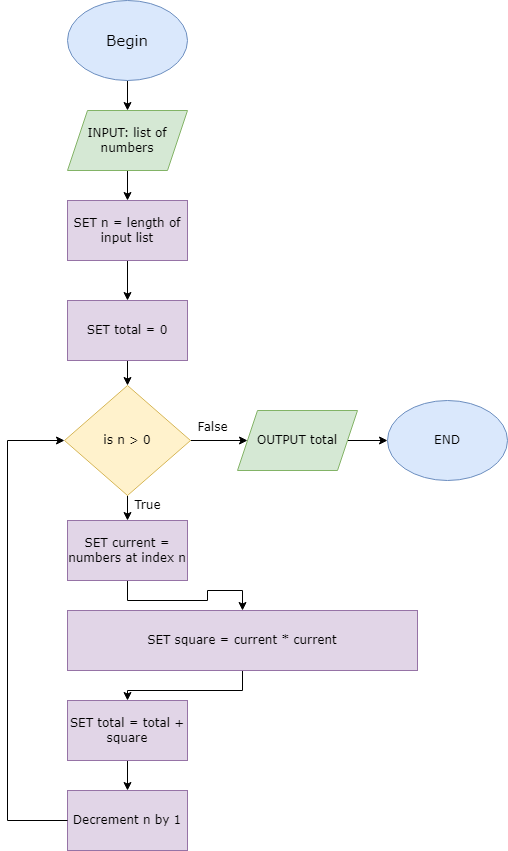 Begin
INPUT: list of
numbers
SET n = length of
input list
SET total = 0
is n > 0
False
OUTPUT total
END
True
SET current =
numbers at index n
SET square = current * current
SET total = total +
square
Decrement n by 1